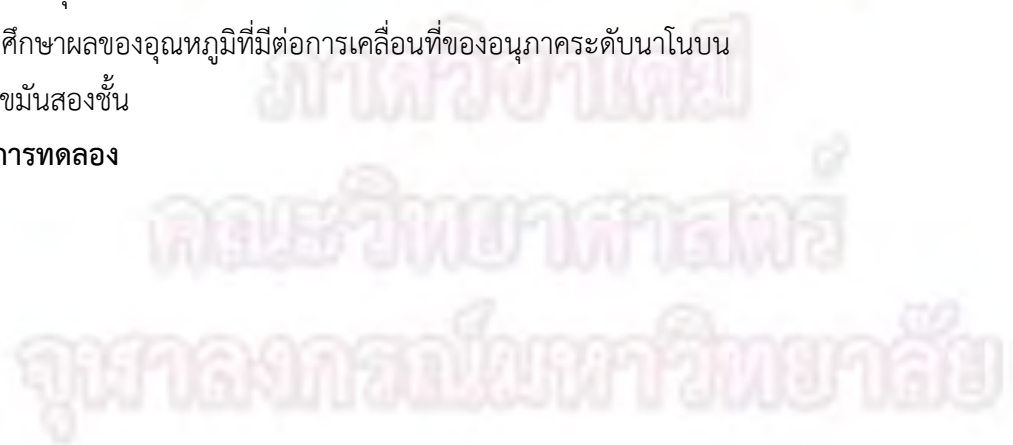 ศึกษาผลของอุณหภูมิที่มีต่อการเคลื่อนที่ของอนุภาคระดับนาโนบน
ขมันสองชั้น
การทดลอง
ภาควิชาเคมี
คณะวิทยาศาสตร์
จุฬาลงกรณ์มหาวิทยาลัย